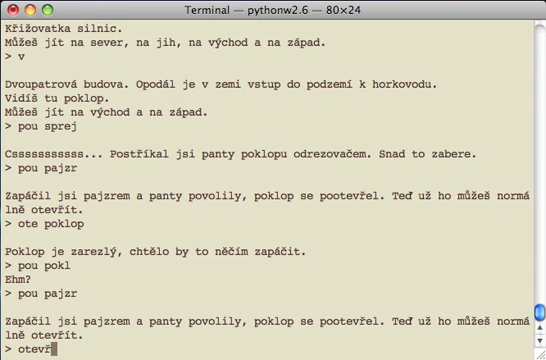 Terminal — pythonw2.6 — 80×24
Křižovatka silnic.
Můžeš jít na sever, na jih, na východ a na západ.
> v
Dvoupatrová budova. Opodál je v zemi vstup do podzemí k horkovodu.
Vidíš tu poklop.
Můžeš jít na východ a na západ.
> pou sprej
Cssssssssss... Postříkal jsi panty poklopu odrezovačem. Snad to zabere.
> pou pajzr
Zapáčil jsi pajzrem a panty povolily, poklop se pootevřel. Teď už ho můžeš normá
lně otevřít.
> ote poklop
Poklop je zarezlý, chtělo by to něčím zapáčit.
> pou pokl
Ehm?
> pou pajzr
Zapáčil jsi pajzrem a panty povolily, poklop se pootevřel. Teď už ho můžeš normá
lně otevřít.
> otevř